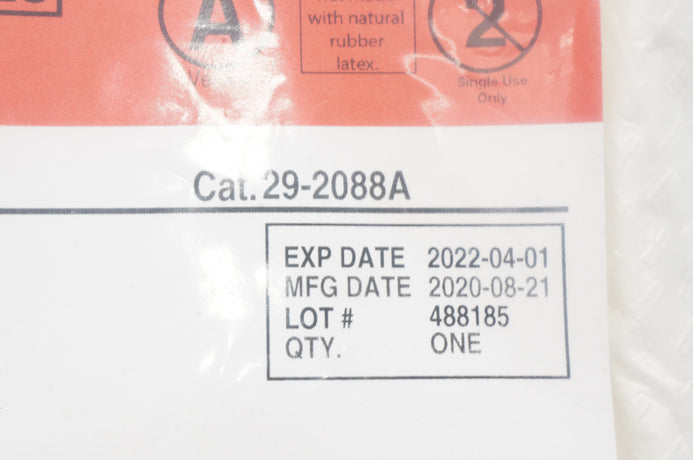 A
with natural
rubber
latex.
2
Single Use
Only
Cat. 29-2088A
EXP DATE 2022-04-01
MFG DATE 2020-08-21
LOT # 488185
QTY. ONE